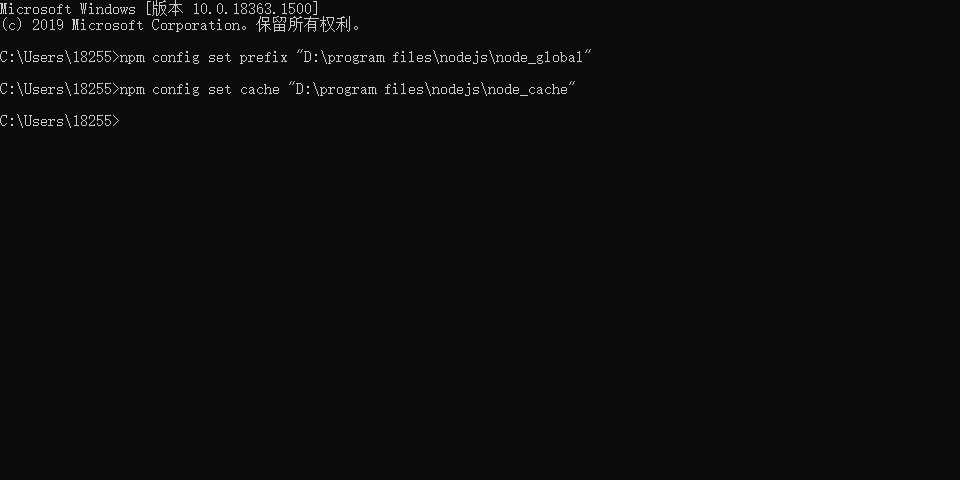 Microsoft Windows [版本 10.0.18363.1500]
(c) 2019 Microsoft Corporation。保留所有权利。
C:\Users\18255>npm config set prefix "D:\program files\nodejs\node_global"
C:\Users\18255>npm config set cache "D:\program files\nodejs\node_cache"
C:\Users\18255>